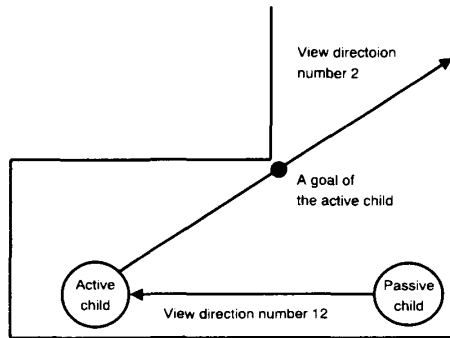 View directoion
number 2
A goal of
the active child
Active
child
Passive
child
View direction number 12